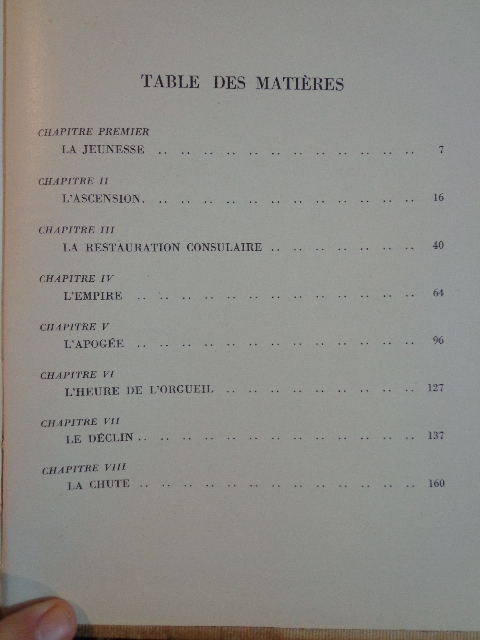 TABLE DES MATIÈRES
CHAPITRE PREMIER
LA JEUNESSE .. .. .. .. .. .. .. .. .. .. .. .. 7
CHAPITRE II
L'ASCENSION. .. .. .. .. .. .. .. .. .. .. .. .. 16
CHAPITRE III
LA RESTAURATION CONSULAIRE .. .. .. .. .. .. .. 40
CHAPITRE IV
L'EMPIRE .. .. .. .. .. .. .. .. .. .. .. .. .. 64
CHAPITRE V
L'APOGÉE .. .. .. .. .. .. .. .. .. .. .. .. .. 96
CHAPITRE VI
L'HEURE DE L'ORGUEIL .. .. .. .. .. .. .. .. .. 127
CHAPITRE VII
LE DÉCLIN .. .. .. .. .. .. .. .. .. .. .. .. .. 137
CHAPITRE VIII
LA CHUTE .. .. .. .. .. .. .. .. .. .. .. .. .. 160